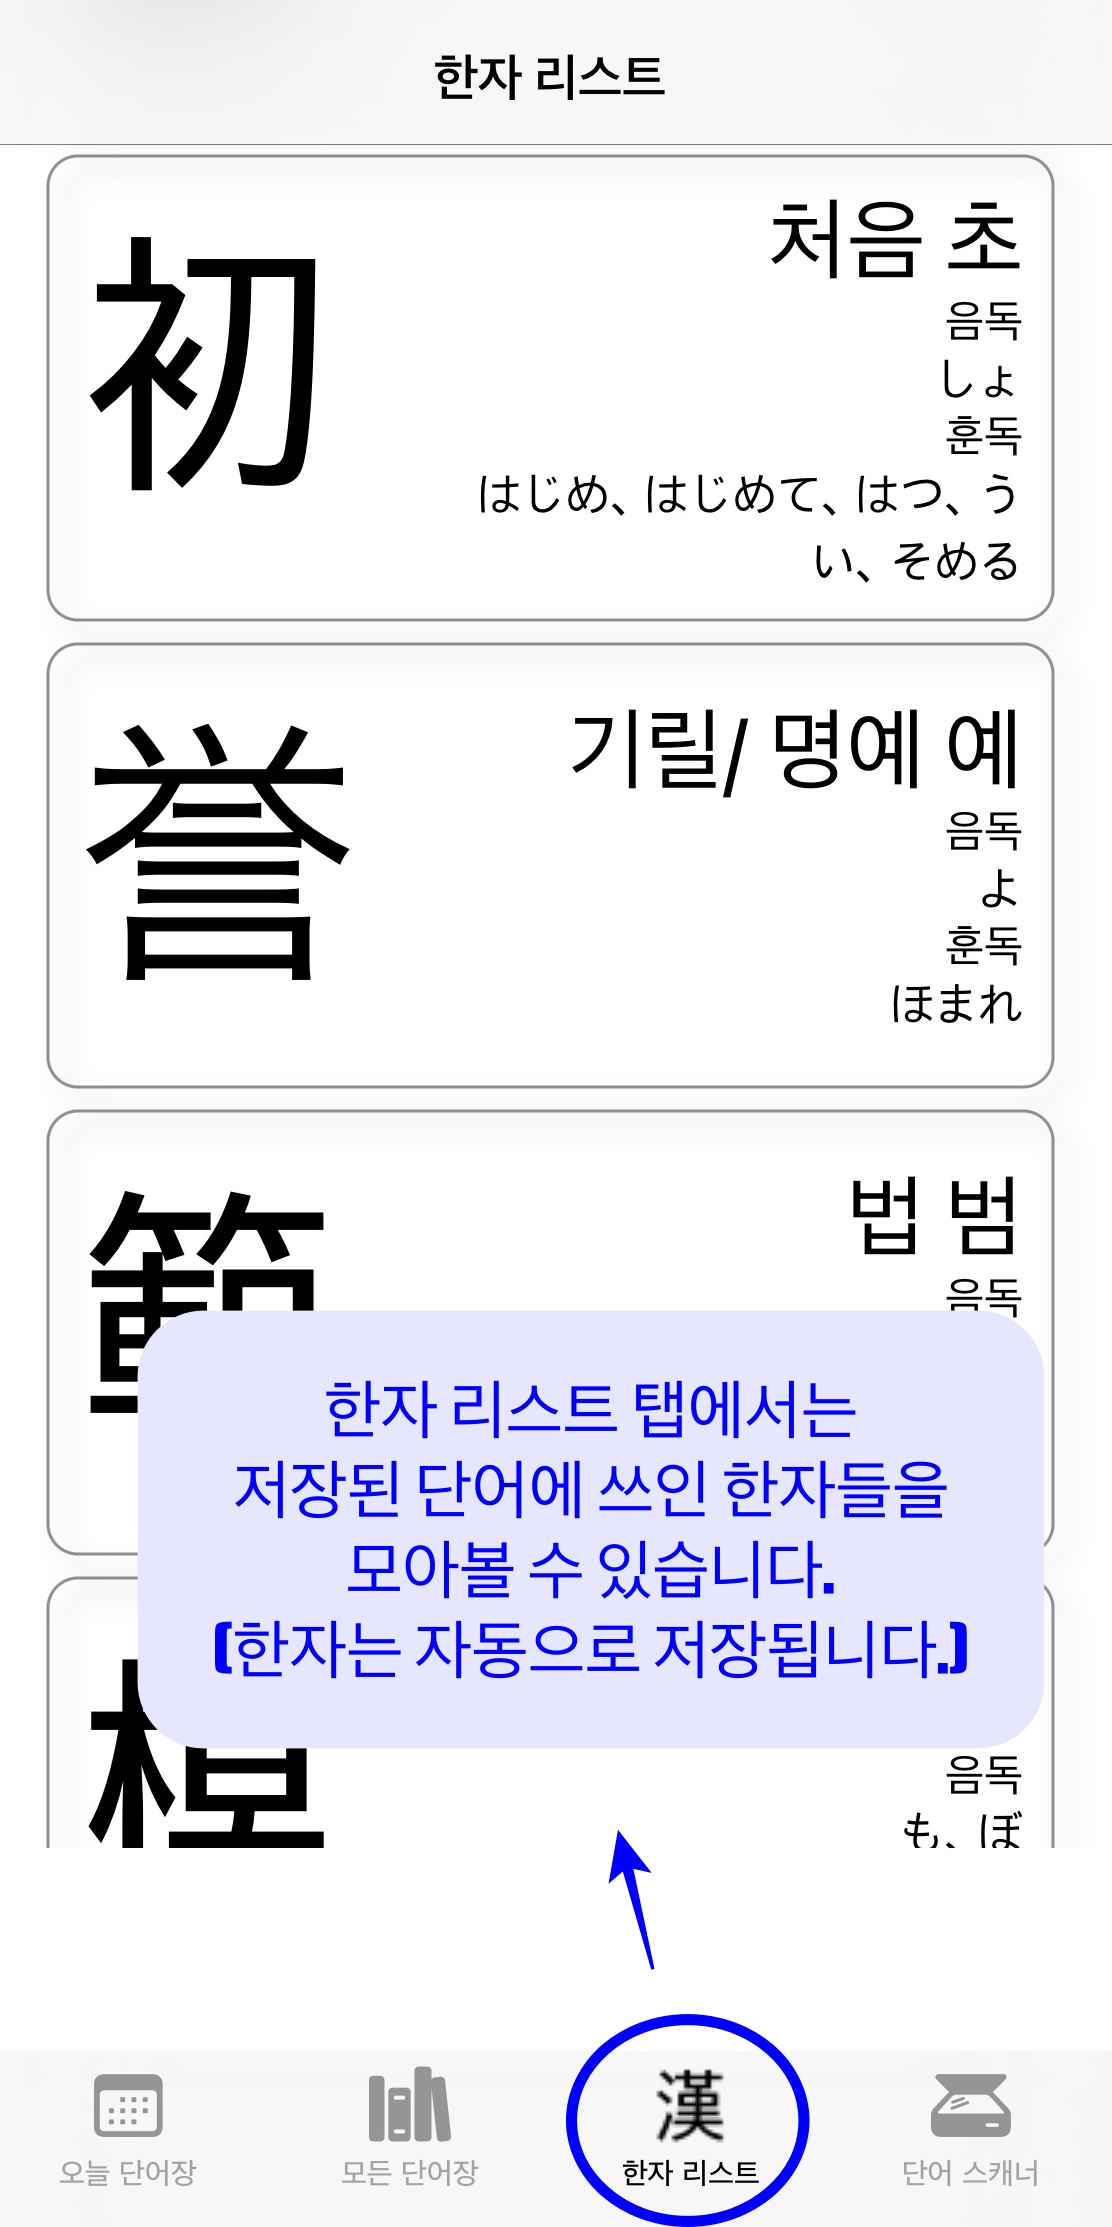 한자 리스트
初
처음 초
음독
しょ
훈독
はじめ、はじめて、はつ、う
い、そめる
誉
기릴/ 명예 예
음독
よ
훈독
ほまれ
법 범
음독
한자 리스트 탭에서는
저장된 단어에 쓰인 한자들을
모아볼 수 있습니다.
(한자는 자동으로 저장됩니다.)
음독
も、ぼ
漢
오늘 단어장
모든 단어장
한자 리스트
단어 스캐너